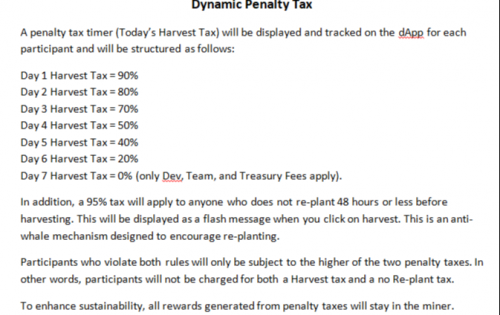 Dynamic Penalty Tax
A penalty tax timer (Today's Harvest Tax) will be displayed and tracked on the dApp for each
participant and will be structured as follows:
Day 1 Harvest Tax = 90%
Day 2 Harvest Tax = 80%
Day 3 Harvest Tax = 70%
Day 4 Harvest Tax = 50%
Day 5 Harvest Tax = 40%
Day 6 Harvest Tax = 20%
Day 7 Harvest Tax = 0% (only Dev, Team, and Treasury Fees apply).
In addition, a 95% tax will apply to anyone who does not re-plant 48 hours or less before
harvesting. This will be displayed as a flash message when you click on harvest. This is an anti-
whale mechanism designed to encourage re-planting.
Participants who violate both rules will only be subject to the higher of the two penalty taxes. In
other words, participants will not be charged for both a Harvest tax and a no Re-plant tax.
To enhance sustainability, all rewards generated from penalty taxes will stay in the miner.